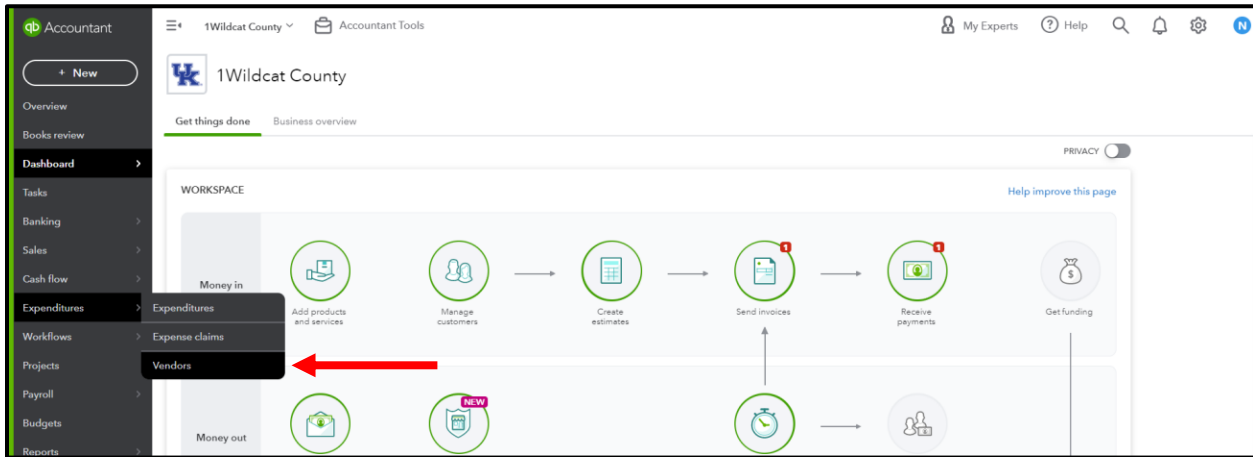 qb Accountant
1Wildcat County
Accountant Tools
My Experts
Help
N
+ New
UK
1Wildcat County
Overview
Books review
Dashboard
Tasks
Banking
Sales
Cash flow
Expenditures
Workflows
Projects
Payroll
Budgets
Reports
Expenditures
Expense claims
Vendors
Get things done
Business overview
PRIVACY
WORKSPACE
Help improve this page
Money in
Add products
and services
Manage
customers
Create
estimates
1
Send invoices
1
Receive
payments
$
Get funding
Money out
NEW